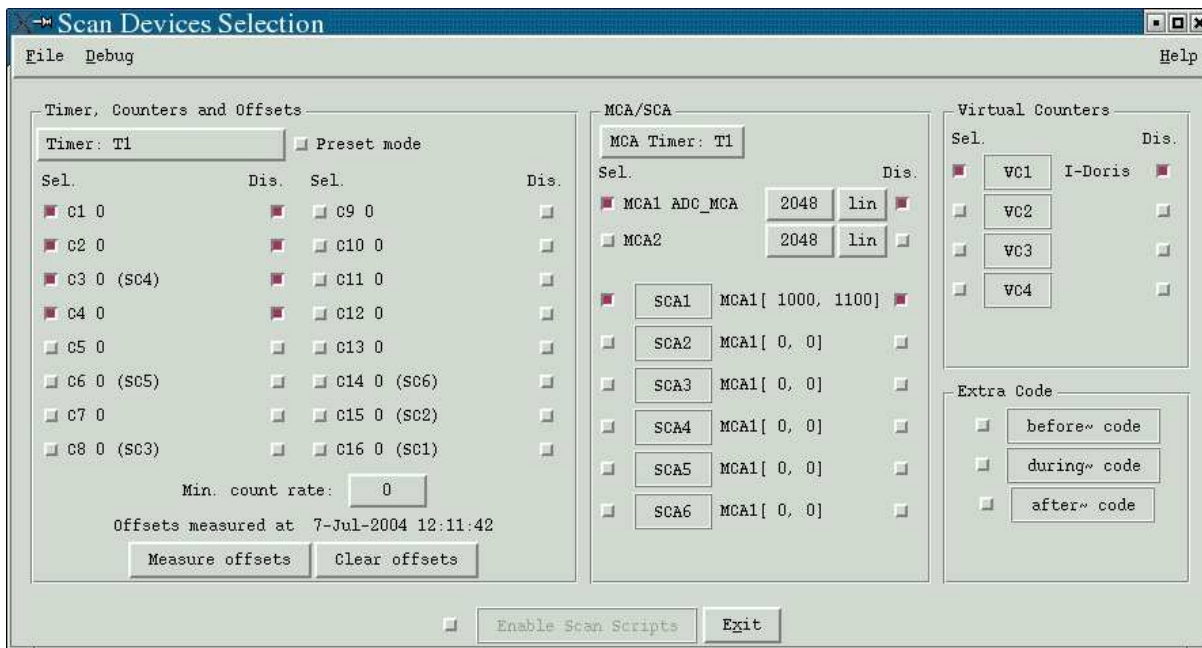 Scan Devices Selection
File Debug Help
Timer, Counters and Offsets
Timer: T1 Preset mode
Sel. Dis. Sel. Dis.
C1 0 C9 0
C2 0 C10 0
C3 0 (SC4) C11 0
C4 0 C12 0
C5 0 C13 0
C6 0 (SC5) C14 0 (SC6)
C7 0 C15 0 (SC2)
C8 0 (SC3) C16 0 (SC1)
Min. count rate: 0
Offsets measured at 7-Jul-2004 12:11:42
Measure offsets Clear offsets
MCA/SCA
MCA Timer: T1
Sel. Dis.
MCA1 ADC_MCA 2048 lin
MCA2 2048 lin
SCA1 MCA1[ 1000, 1100]
SCA2 MCA1[ 0, 0]
SCA3 MCA1[ 0, 0]
SCA4 MCA1[ 0, 0]
SCA5 MCA1[ 0, 0]
SCA6 MCA1[ 0, 0]
Virtual Counters
Sel. Dis.
VC1 I-Doris
VC2
VC3
VC4
Extra Code
before~ code
during~ code
after~ code
Enable Scan Scripts Exit